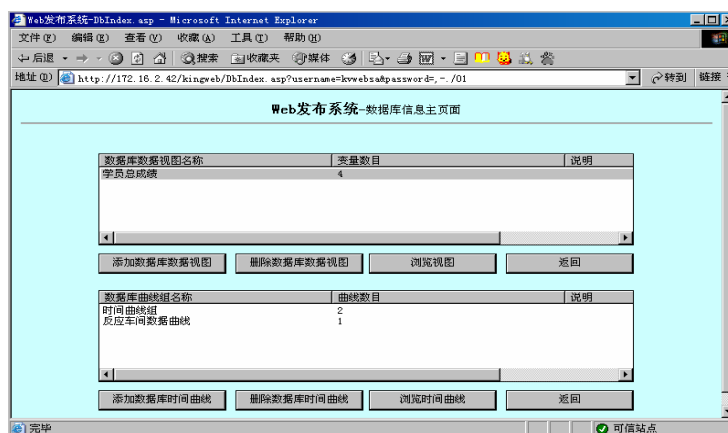 Web发布系统-DbIndex.asp - Microsoft Internet Explorer
文件(F) 编辑(E) 查看(V) 收藏(A) 工具(T) 帮助(H)
后退 搜索 收藏夹 媒体
地址(D) http://172.16.2.42/kingweb/DbIndex.asp?username=kvwebsa&password=,-./01 转到 链接
Web发布系统-数据库信息主页面
数据库数据视图名称 变量数目 说明
学员总成绩 4
添加数据库数据视图 删除数据库数据视图 浏览视图 返回
数据库曲线组名称 曲线数目 说明
时间曲线组 2
反应车间数据曲线 1
添加数据库时间曲线 删除数据库时间曲线 浏览时间曲线 返回
完毕 可信站点